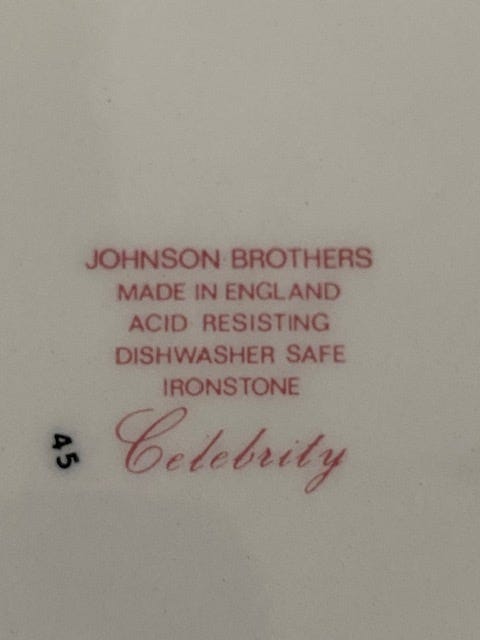 JOHNSON BROTHERS
MADE IN ENGLAND
ACID RESISTING
DISHWASHER SAFE
IRONSTONE
Celebrity
45